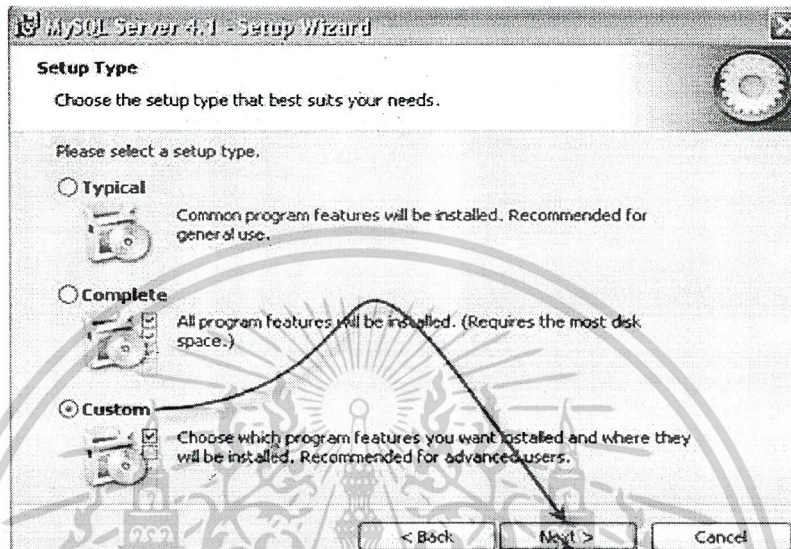 MySQL Server 4.1 - Setup Wizard
Setup Type
Choose the setup type that best suits your needs.
Please select a setup type.
Typical
Common program features will be installed. Recommended for
general use.
Complete
All program features will be installed. (Requires the most disk
space.)
Custom
Choose which program features you want installed and where they
will be installed. Recommended for advanced users.
< Back
Next >
Cancel